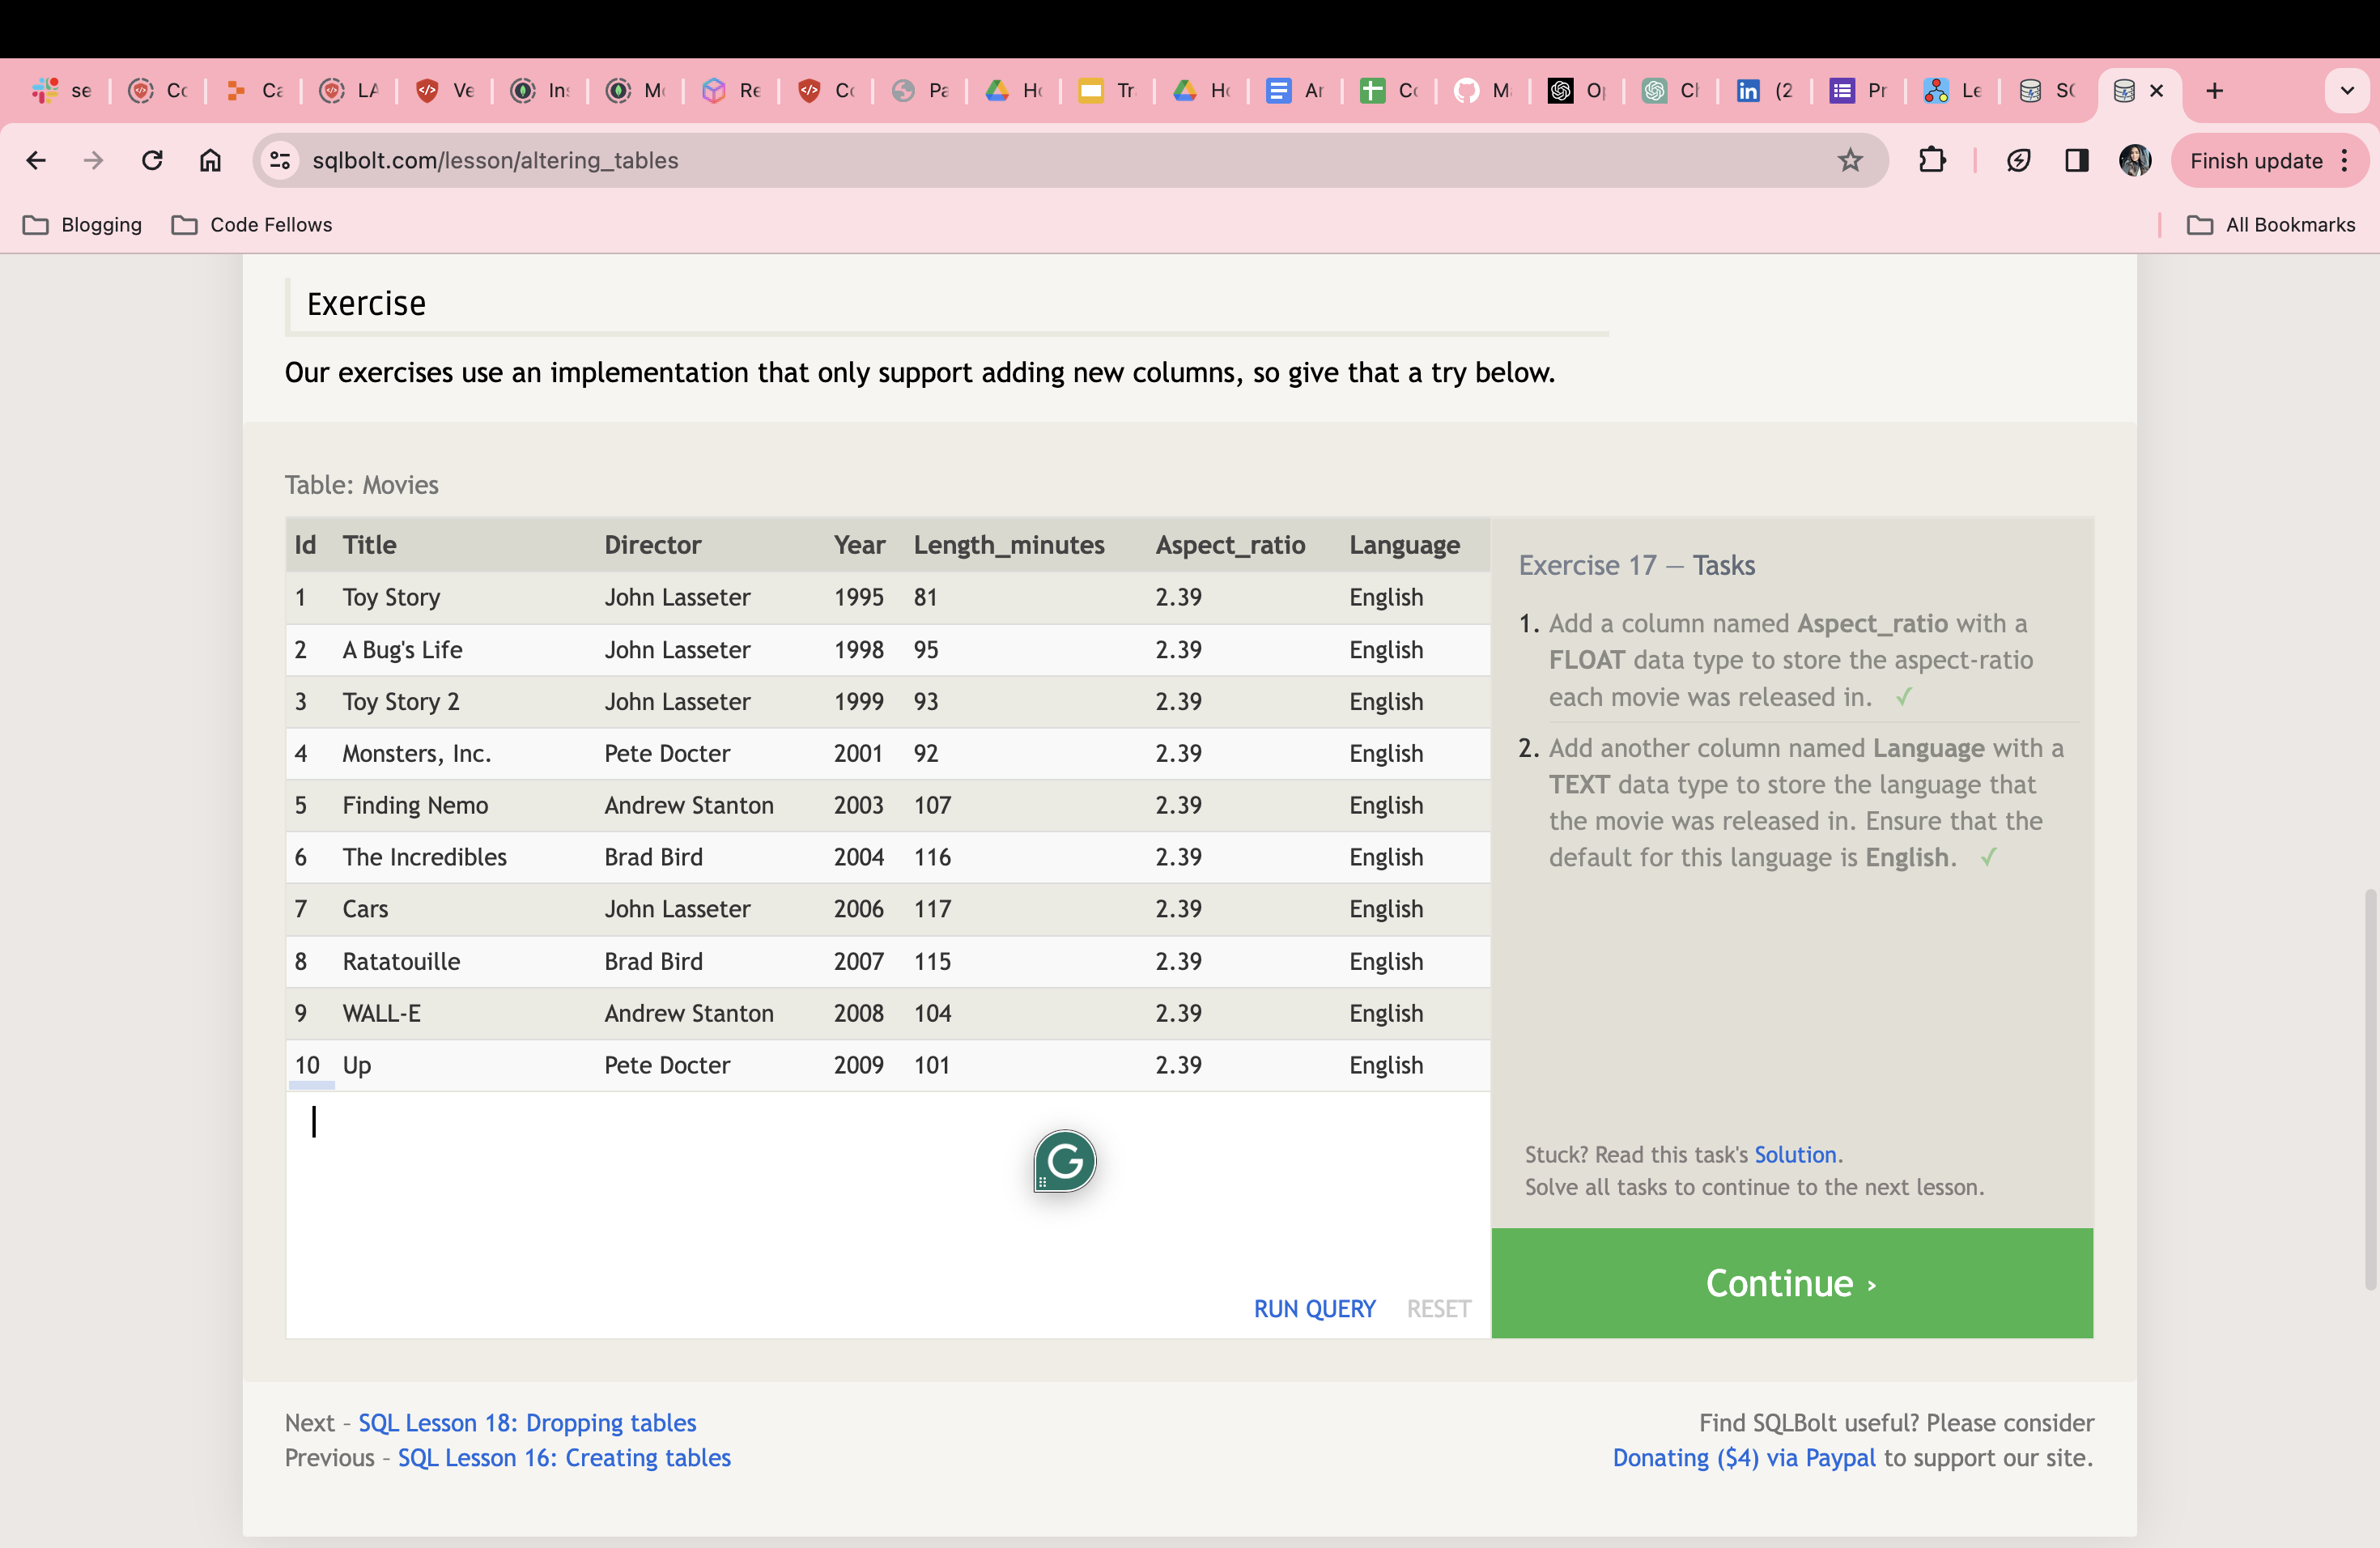 se Co Ca LA Ve In Mo Re Co Pa Ho Tr Ho Ar Co M Op Ch (2 Pr Le SQ
sqlbolt.com/lesson/altering_tables
Finish update
Blogging Code Fellows All Bookmarks
Exercise
Our exercises use an implementation that only support adding new columns, so give that a try below.
Table: Movies
Id Title Director Year Length_minutes Aspect_ratio Language
1 Toy Story John Lasseter 1995 81 2.39 English
2 A Bug's Life John Lasseter 1998 95 2.39 English
3 Toy Story 2 John Lasseter 1999 93 2.39 English
4 Monsters, Inc. Pete Docter 2001 92 2.39 English
5 Finding Nemo Andrew Stanton 2003 107 2.39 English
6 The Incredibles Brad Bird 2004 116 2.39 English
7 Cars John Lasseter 2006 117 2.39 English
8 Ratatouille Brad Bird 2007 115 2.39 English
9 WALL-E Andrew Stanton 2008 104 2.39 English
10 Up Pete Docter 2009 101 2.39 English
RUN QUERY RESET
Exercise 17 — Tasks
1. Add a column named Aspect_ratio with a
FLOAT data type to store the aspect-ratio
each movie was released in. ✓
2. Add another column named Language with a
TEXT data type to store the language that
the movie was released in. Ensure that the
default for this language is English. ✓
Stuck? Read this task's Solution.
Solve all tasks to continue to the next lesson.
Continue ›
Next – SQL Lesson 18: Dropping tables
Previous – SQL Lesson 16: Creating tables
Find SQLBolt useful? Please consider
Donating ($4) via Paypal to support our site.